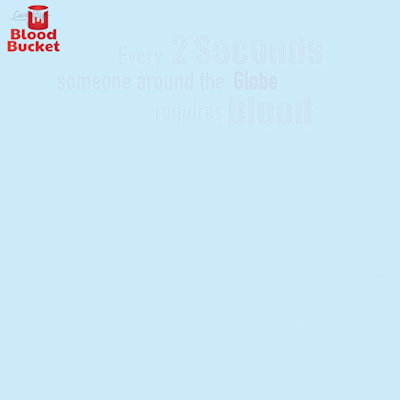 Blood
Bucket
Every 2 Seconds
someone around the Globe
requires blood